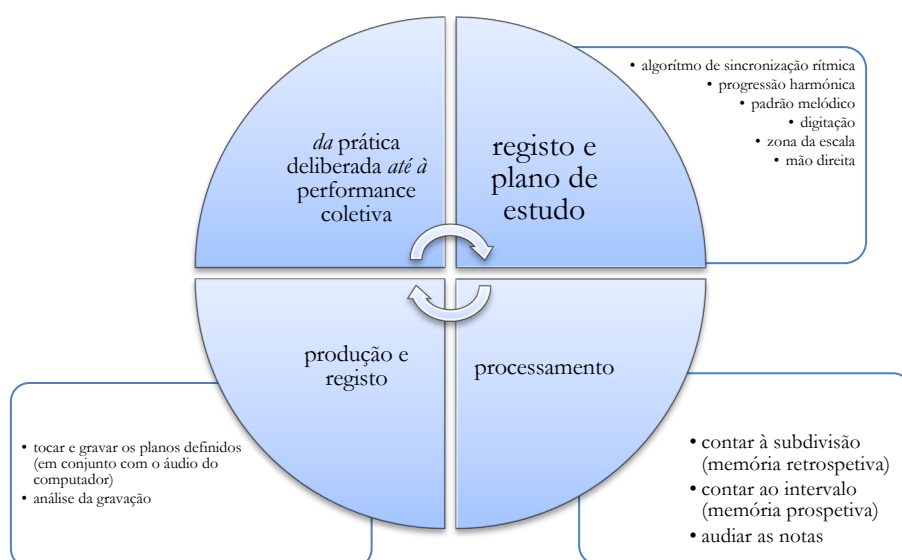 da prática
deliberada até à
performance
coletiva
registo e
plano de
estudo
• algorítmo de sincronização rítmica
• progressão harmónica
• padrão melódico
• digitação
• zona da escala
• mão direita
produção e
registo
processamento
• tocar e gravar os planos definidos
(em conjunto com o áudio do
computador)
• análise da gravação
• contar à subdivisão
(memória retrospetiva)
• contar ao intervalo
(memória prospetiva)
• audiar as notas